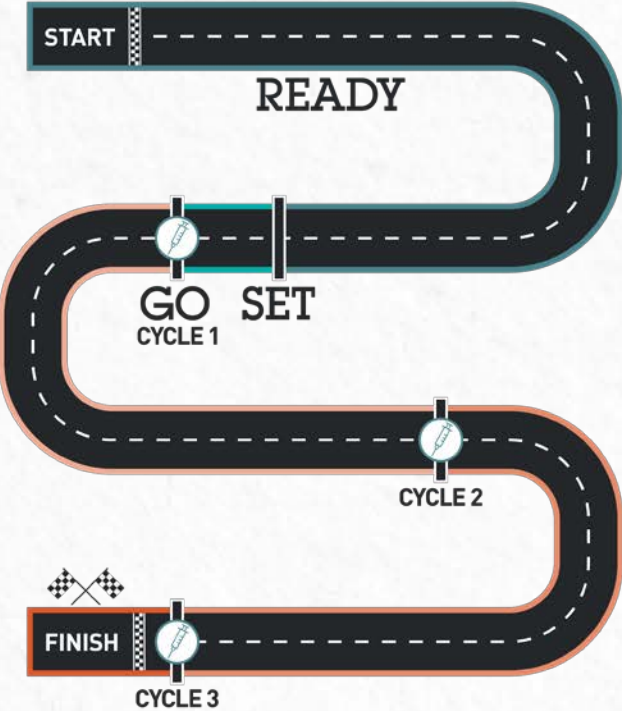 START
READY
GO SET
CYCLE 1
CYCLE 2
FINISH
CYCLE 3